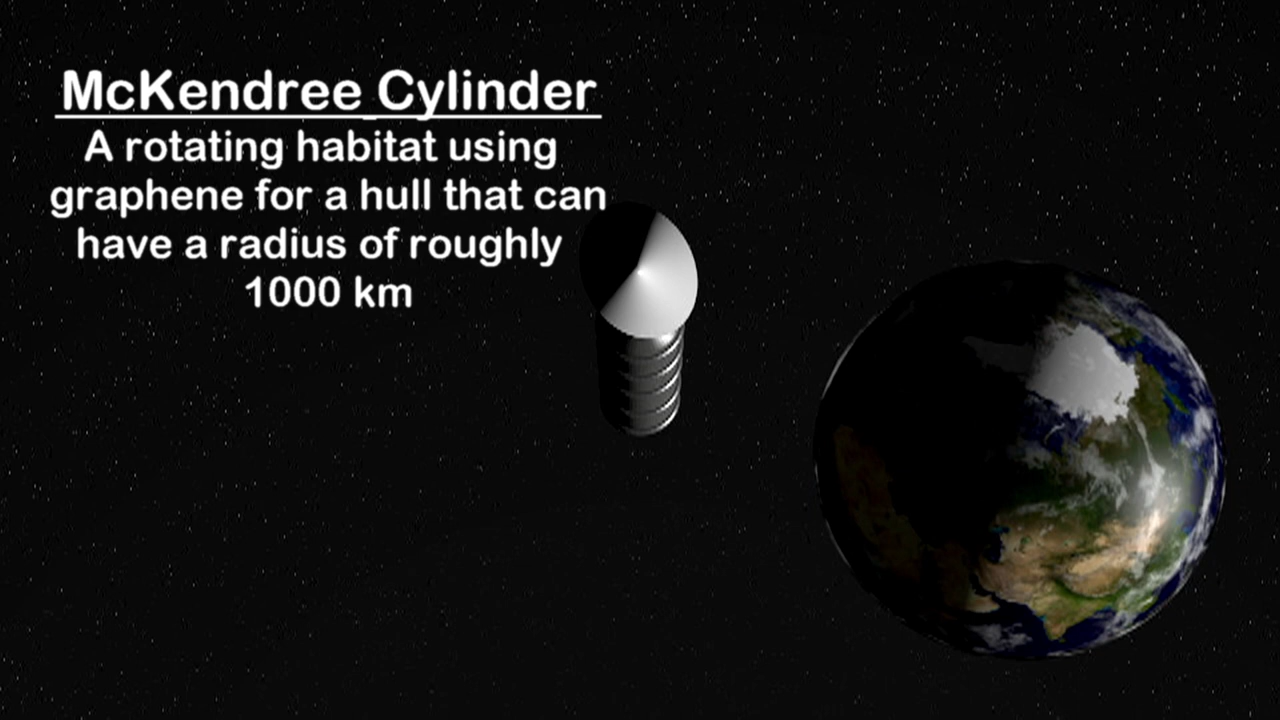 McKendree Cylinder
A rotating habitat using
graphene for a hull that can
have a radius of roughly
1000 km